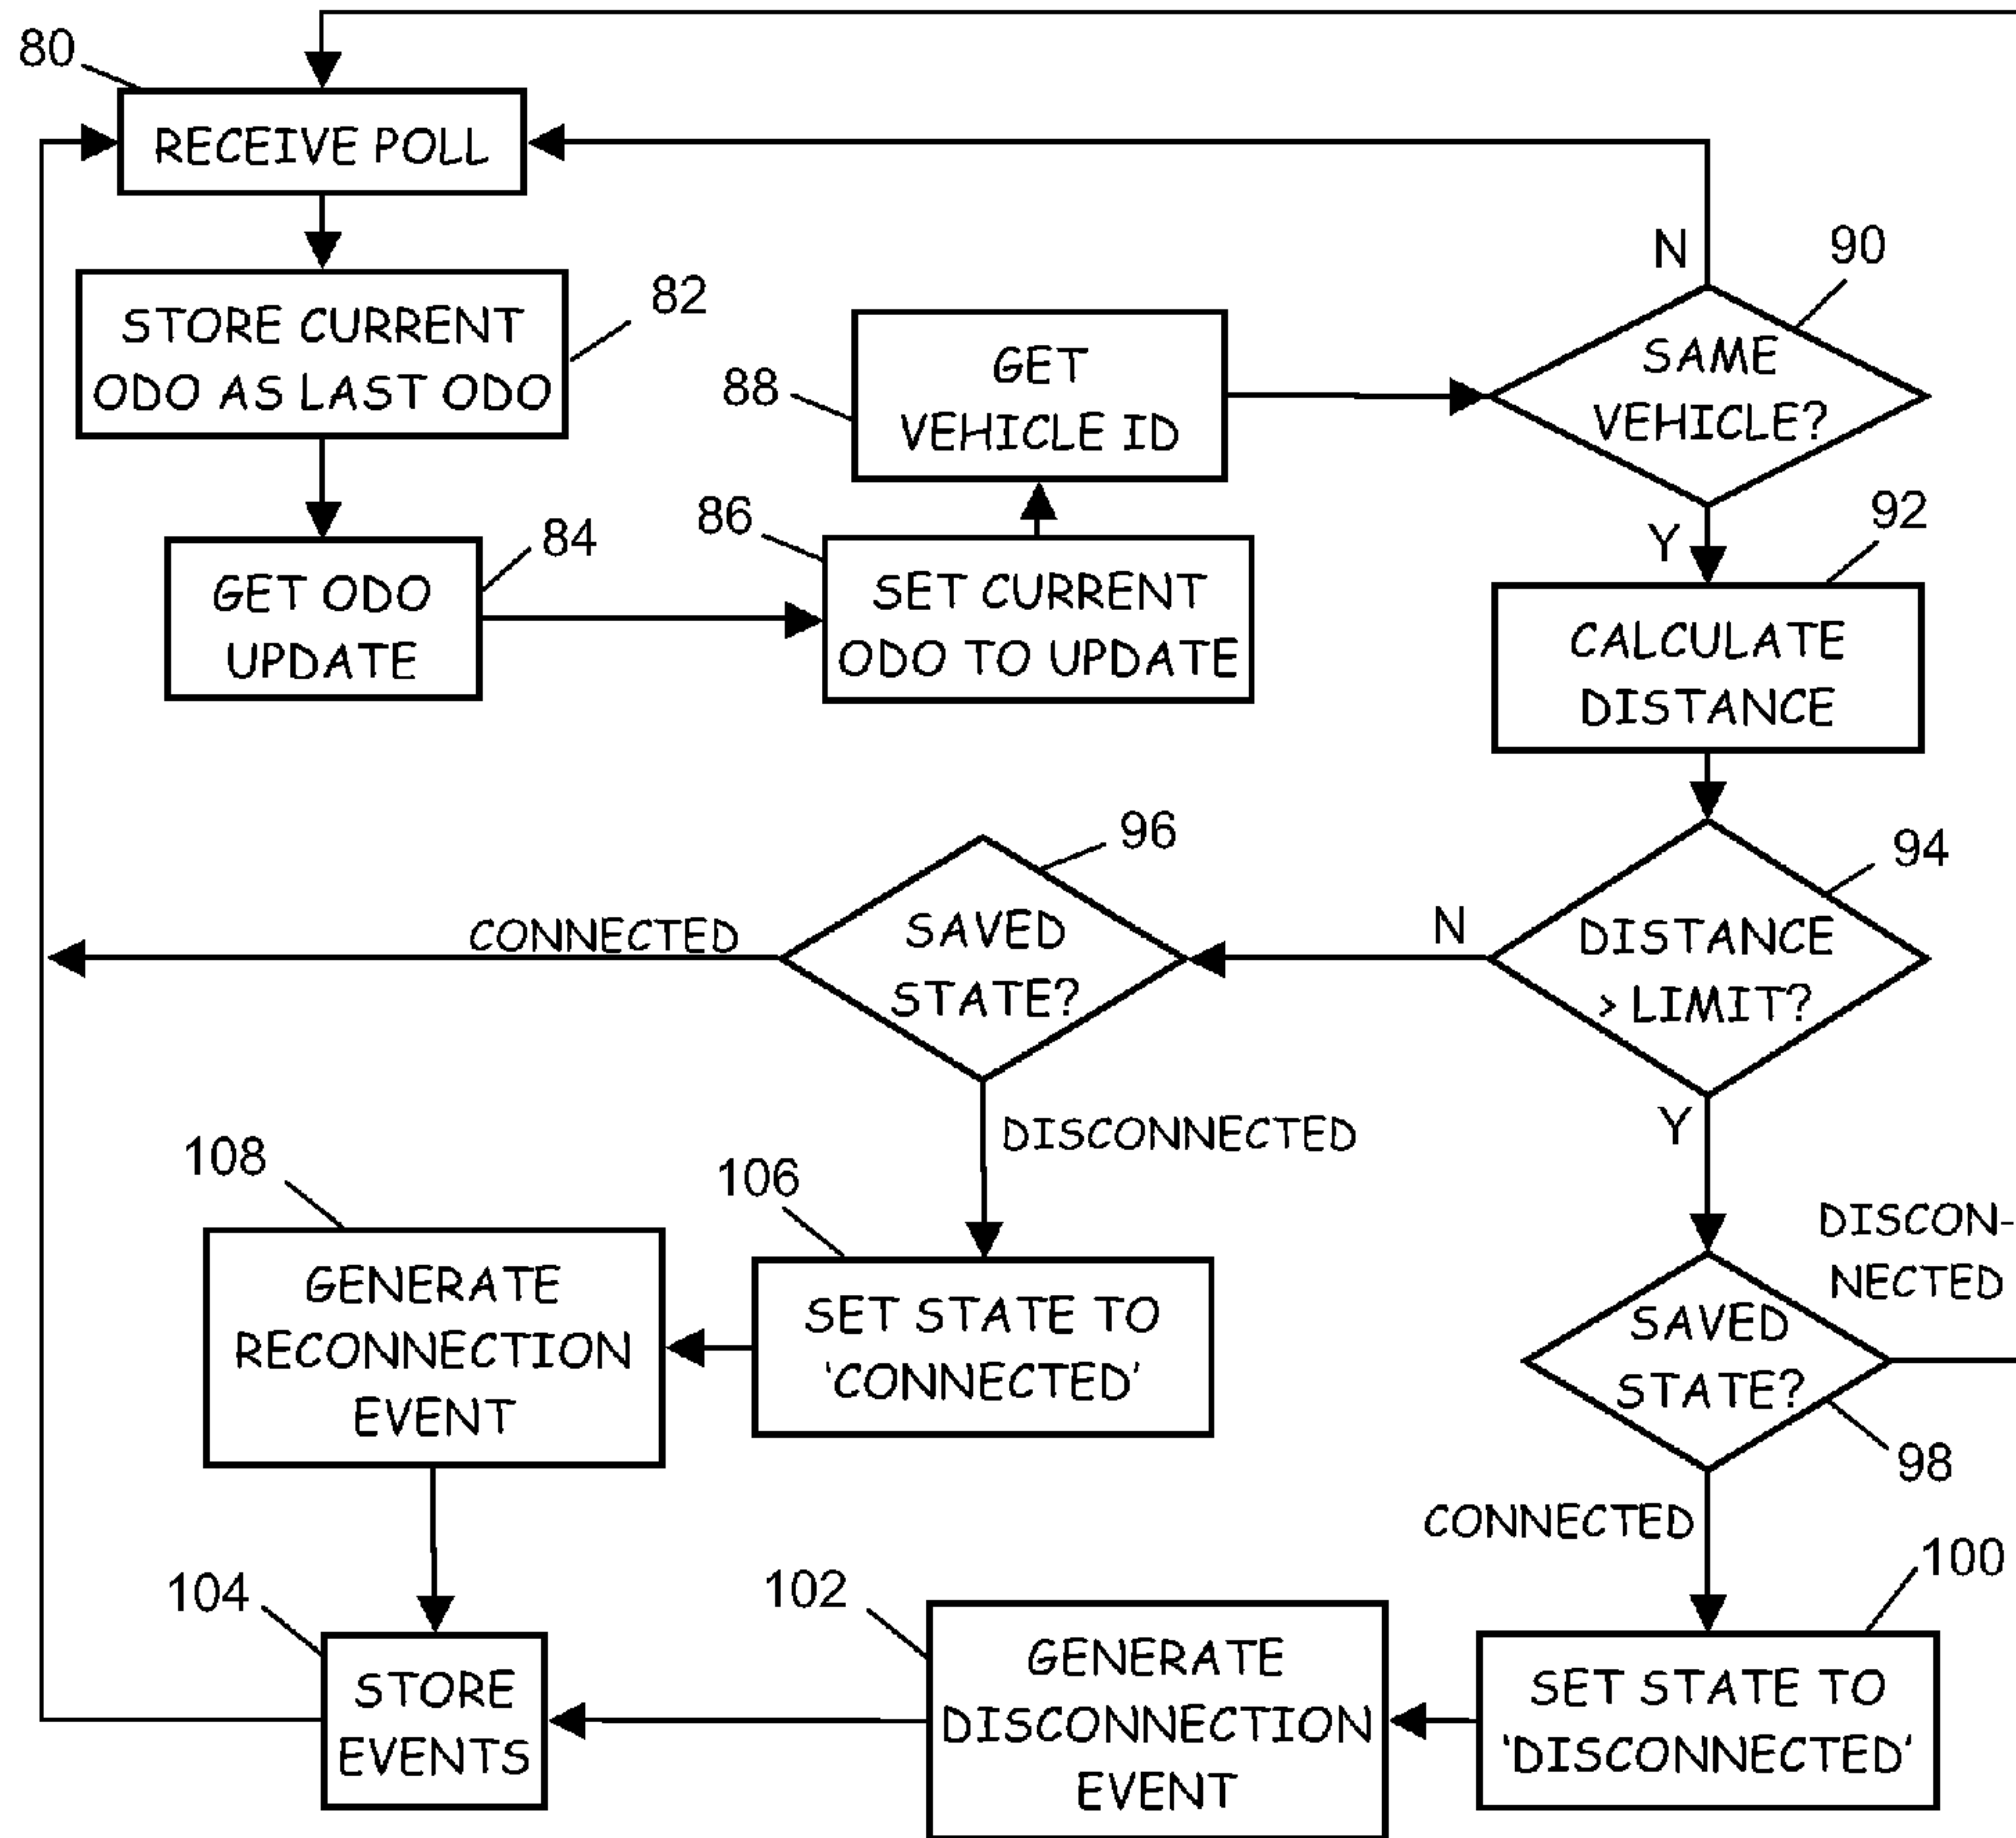 80
RECEIVE POLL
82
STORE CURRENT
ODO AS LAST ODO
84
GET ODO
UPDATE
86
SET CURRENT
ODO TO UPDATE
88
GET
VEHICLE ID
90
N
SAME
VEHICLE?
Y
92
CALCULATE
DISTANCE
94
DISTANCE
> LIMIT?
N
Y
96
SAVED
STATE?
CONNECTED
DISCONNECTED
106
SET STATE TO
'CONNECTED'
108
GENERATE
RECONNECTION
EVENT
DISCON-
NECTED
SAVED
STATE?
98
CONNECTED
100
SET STATE TO
'DISCONNECTED'
102
GENERATE
DISCONNECTION
EVENT
104
STORE
EVENTS